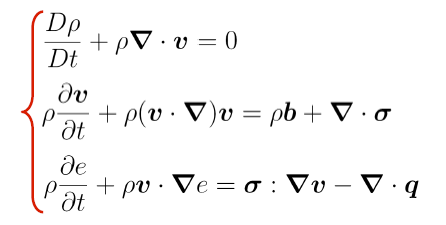 Dρ/Dt + ρ∇ · v = 0
ρ∂v/∂t + ρ(v · ∇)v = ρb + ∇ · σ
ρ∂e/∂t + ρv · ∇e = σ : ∇v − ∇ · q